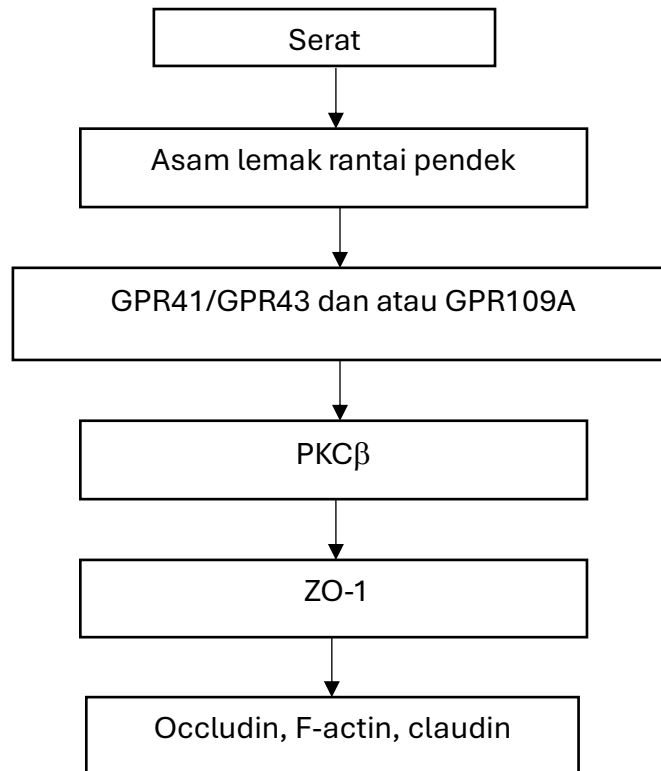 Serat
Asam lemak rantai pendek
GPR41/GPR43 dan atau GPR109A
PKCβ
ZO-1
Occludin, F-actin, claudin